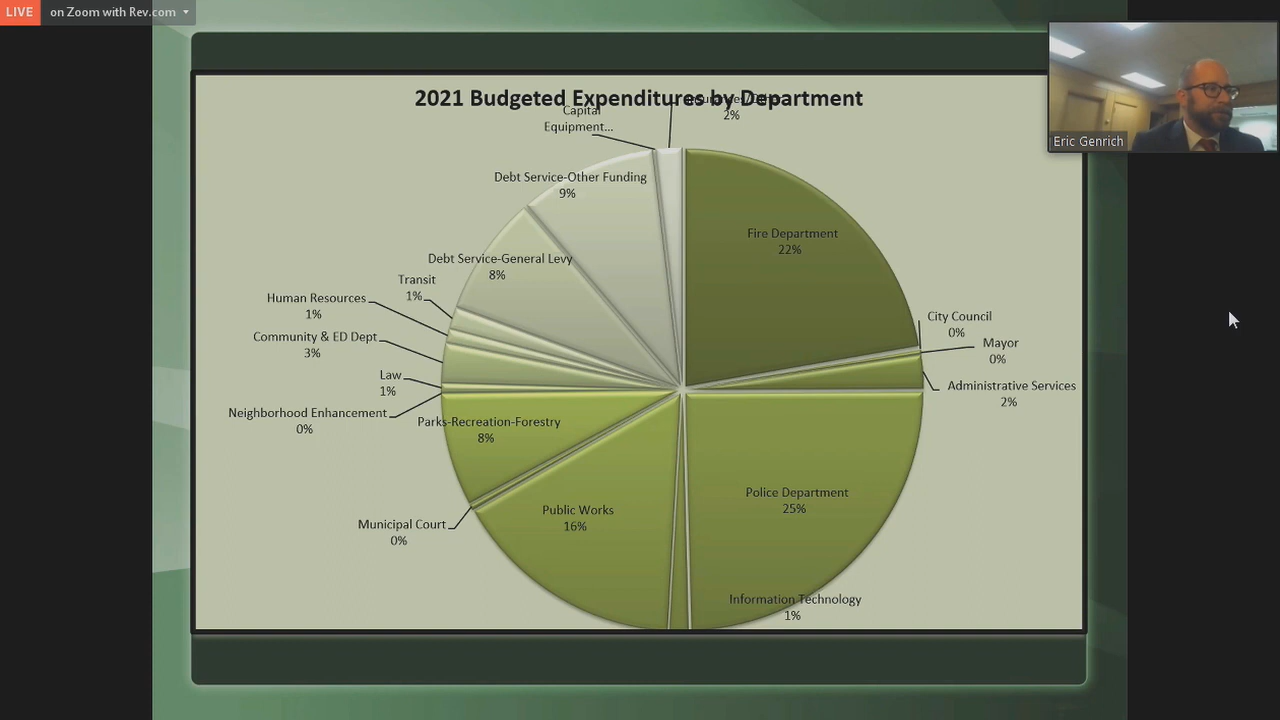 LIVE on Zoom with Rev.com
2021 Budgeted Expenditures by Department
Capital
Equipment...
2%
Debt Service-Other Funding
9%
Fire Department
22%
Eric Genrich
Debt Service-General Levy
8%
Transit
1%
Human Resources
1%
City Council
0%
Community & ED Dept
3%
Mayor
0%
Law
1%
Administrative Services
2%
Neighborhood Enhancement
0%
Parks-Recreation-Forestry
8%
Police Department
25%
Public Works
16%
Municipal Court
0%
Information Technology
1%